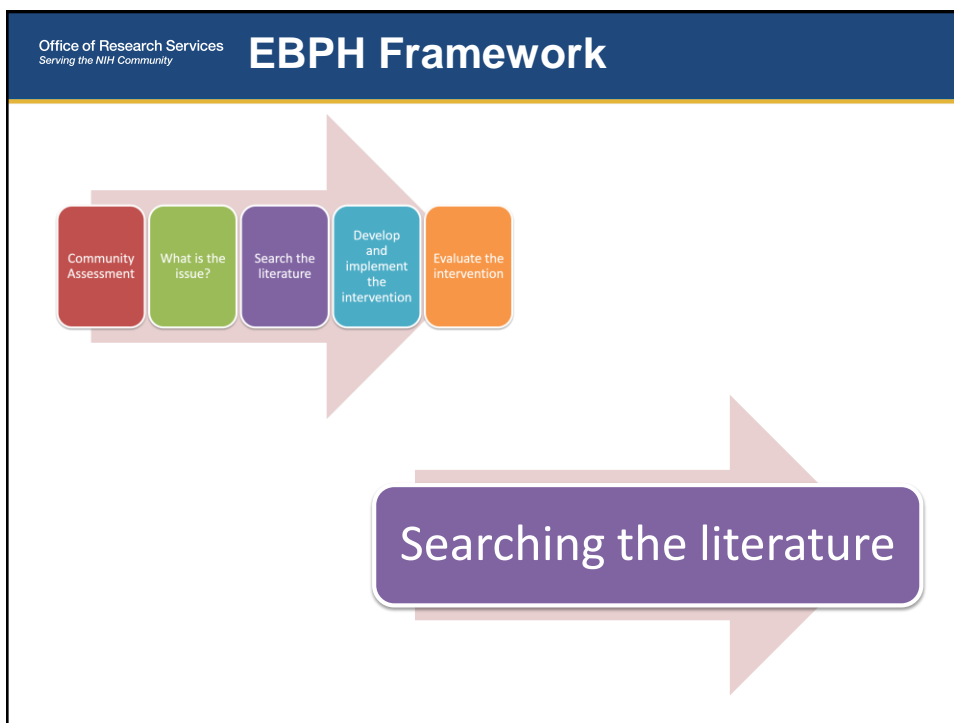 Office of Research Services
Serving the NIH Community
EBPH Framework
Community
Assessment
What is the
issue?
Search the
literature
Develop
and
implement
the
intervention
Evaluate the
intervention
Searching the literature